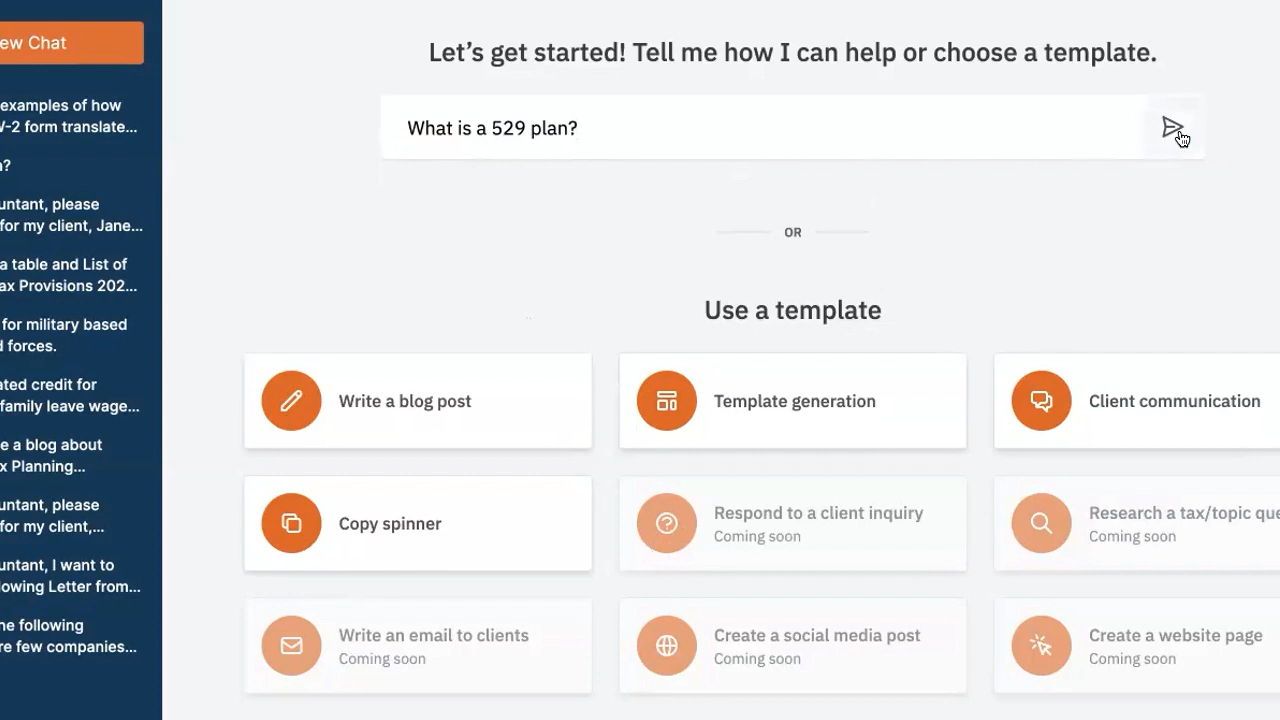 ew Chat
examples of how
W-2 form translate...
?
untant, please
for my client, Jane...
a table and List of
ax Provisions 202...
for military based
forces.
ated credit for
family leave wage...
e a blog about
x Planning...
untant, please
for my client,...
untant, I want to
lowing Letter from...
he following
re few companies...
Let's get started! Tell me how I can help or choose a template.
What is a 529 plan?
OR
Use a template
Write a blog post
Template generation
Client communication
Copy spinner
Respond to a client inquiry
Coming soon
Research a tax/topic que
Coming soon
Write an email to clients
Coming soon
Create a social media post
Coming soon
Create a website page
Coming soon